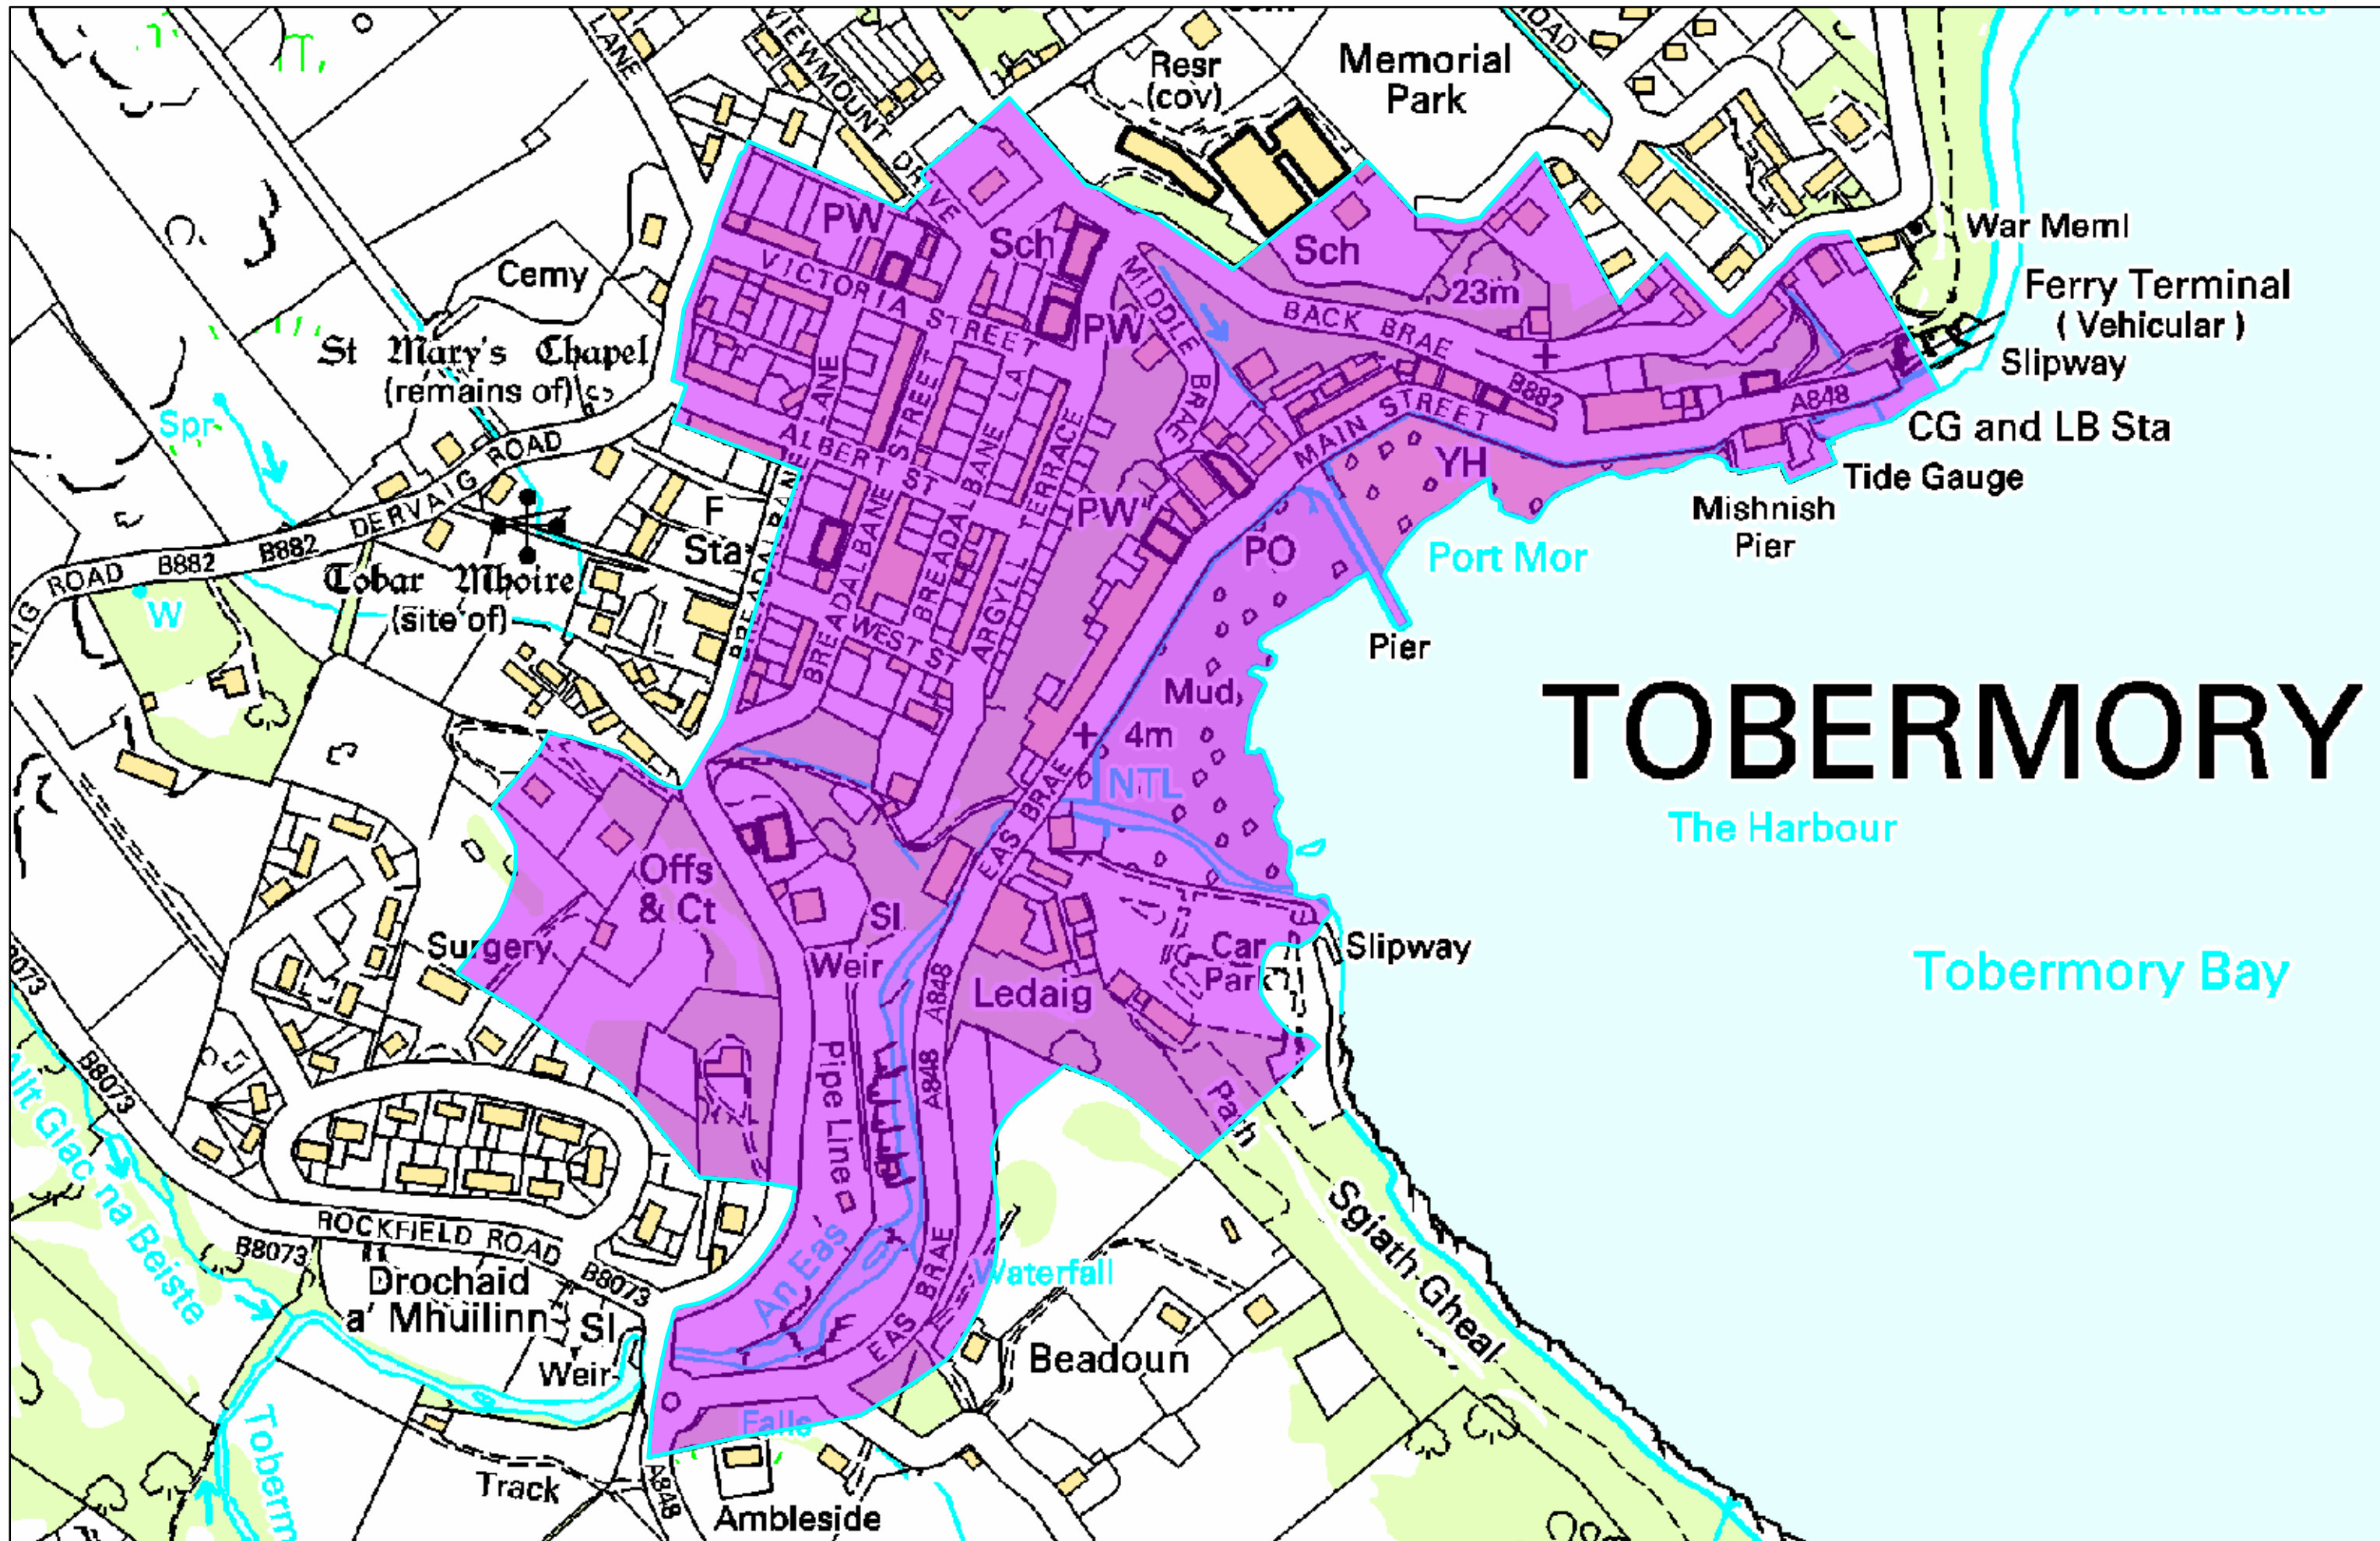 LANE
VIEWMOUNT
DRIVE
Resr
(cov)
Memorial
Park
ROAD
War Meml
Ferry Terminal
( Vehicular )
Slipway
CG and LB Sta
Tide Gauge
Mishnish
Pier
PW
Sch
Sch
23m
VICTORIA STREET
PW
MIDDLE BRAE
BACK BRAE
B882
A848
MAIN STREET
YH
Cemy
St Mary's Chapel
(remains of)
Spr
DERVAIG ROAD
B882
B882
ROAD
W
Tobar Mhoire
(site of)
F
Sta
LANE
STREET
ALBERT ST
BREADALBANE
BREADALBANE LA
ARGYLL TERRACE
WEST ST
PW
PO
Port Mor
Pier
Mud
4m
NTL
TOBERMORY
The Harbour
Tobermory Bay
EAS BRAE
Offs
& Ct
Surgery
Sl
Weir
Ledaig
Car
Park
Slipway
A848
A848
Pipe Line
Path
B8073
B8073
Allt Glac na Beiste
ROCKFIELD ROAD
B8073
B8073
Drochaid
a' Mhuilinn
Sl
Weir
An Eas
EAS BRAE
Waterfall
Sgiath Gheal
Beadoun
Falls
Track
A848
Ambleside